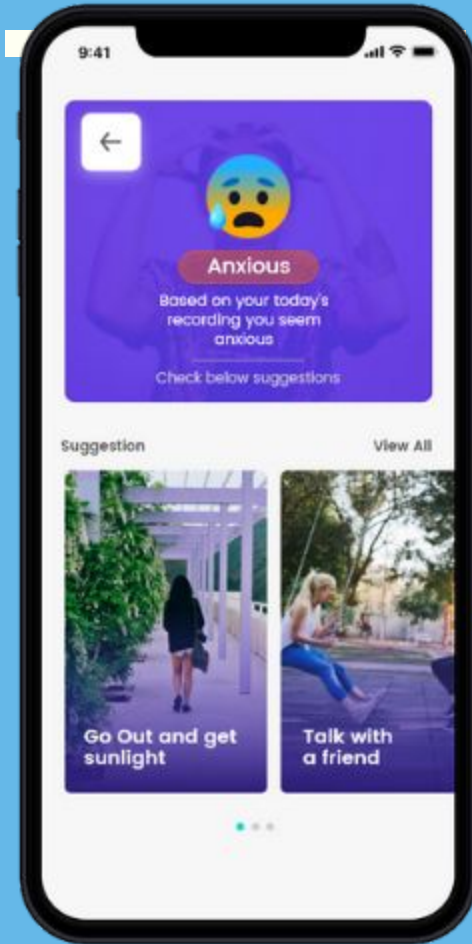 9:41
Anxious
Based on your today's
recording you seem
anxious
Check below suggestions
Suggestion
View All
Go Out and get
sunlight
Talk with
a friend